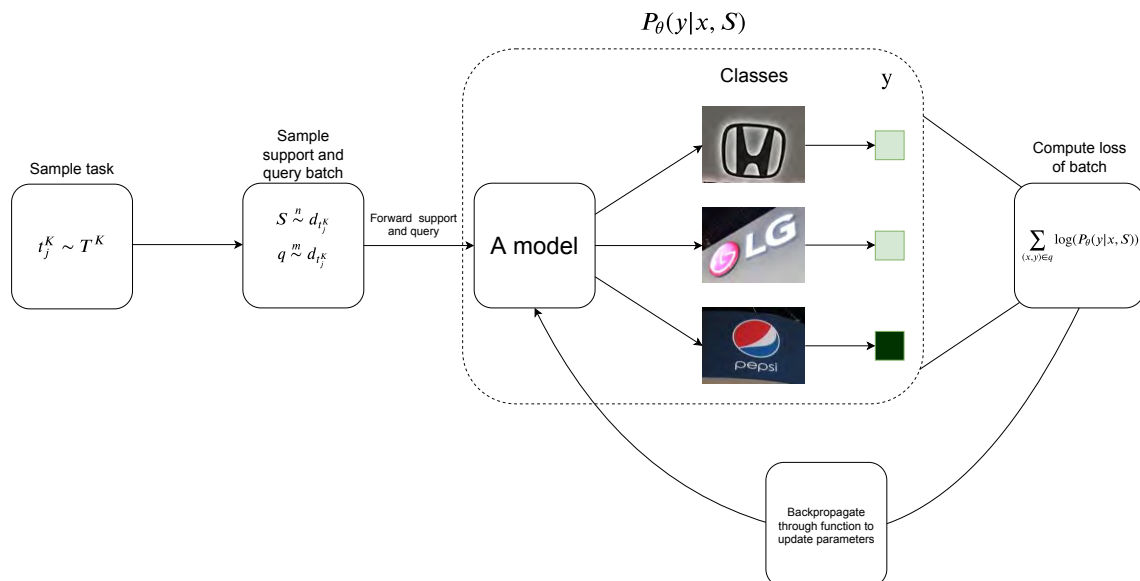 P_θ(y|x, S)
Classes
y
Sample task
t_j^K ∼ T^K
Sample
support and
query batch
S ∼^n d_{t_j^K}
q ∼^m d_{t_j^K}
Forward support
and query
A model
LG
LG
pepsi
Compute loss
of batch
∑_{(x,y)∈q} log(P_θ(y|x, S))
Backpropagate
through function to
update parameters